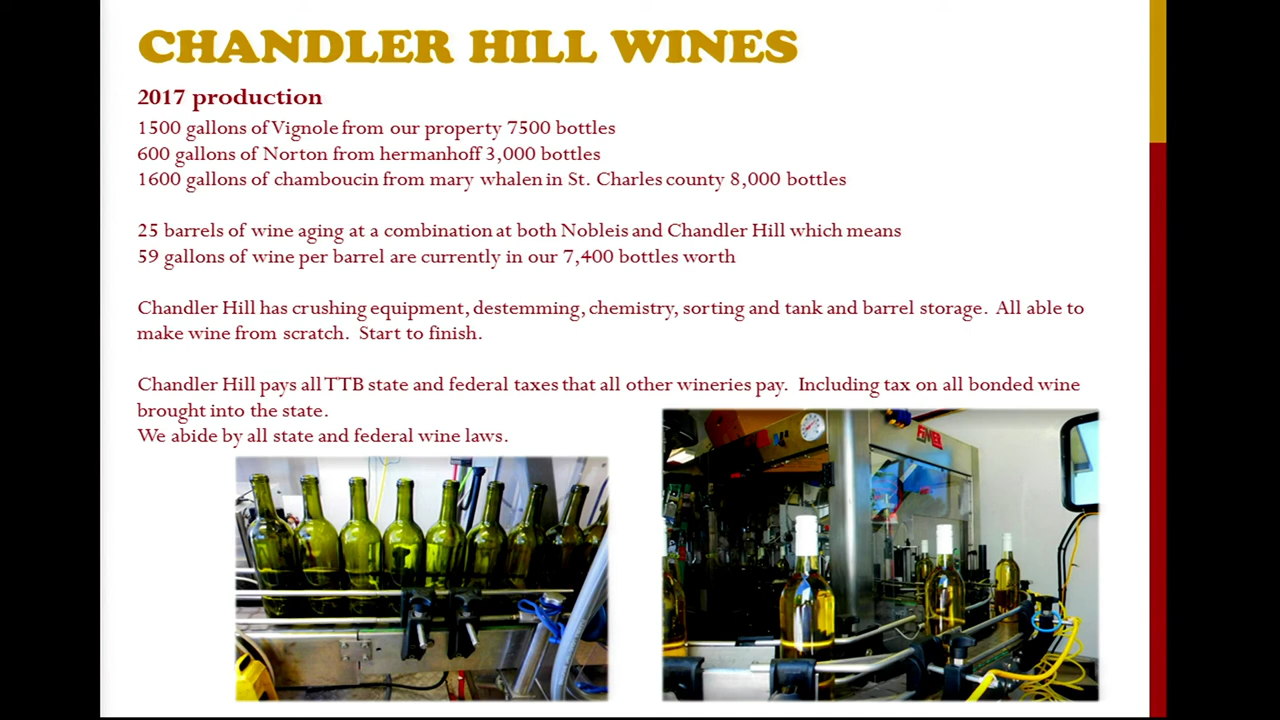 CHANDLER HILL WINES
2017 production
1500 gallons of Vignole from our property 7500 bottles
600 gallons of Norton from hermanhoff 3,000 bottles
1600 gallons of chamboucin from mary whalen in St. Charles county 8,000 bottles
25 barrels of wine aging at a combination at both Nobleis and Chandler Hill which means
59 gallons of wine per barrel are currently in our 7,400 bottles worth
Chandler Hill has crushing equipment, destemming, chemistry, sorting and tank and barrel storage. All able to
make wine from scratch. Start to finish.
Chandler Hill pays all TTB state and federal taxes that all other wineries pay. Including tax on all bonded wine
brought into the state.
We abide by all state and federal wine laws.